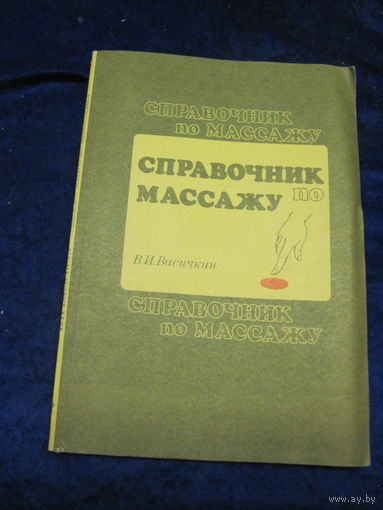 СПРАВОЧНИК
по МАССАЖУ
СПРАВОЧНИК
по
МАССАЖУ
В.И.Васичкин
СПРАВОЧНИК
по МАССАЖУ
www.ay.by